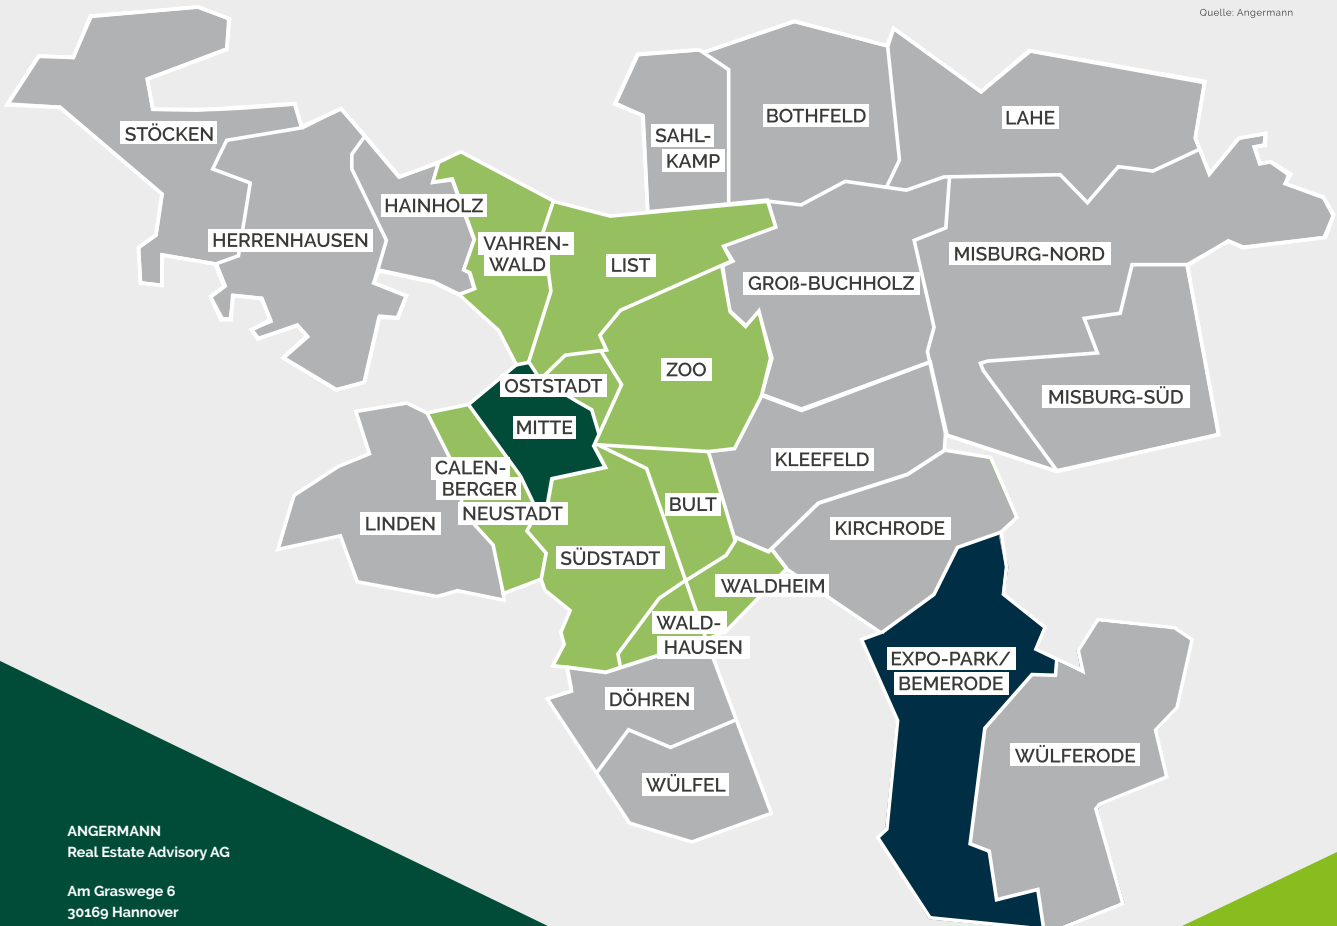 Quelle: Angermann
STÖCKEN
SAHL-
KAMP
BOTHFELD
LAHE
HERRENHAUSEN
HAINHOLZ
VAHREN-
WALD
LIST
GROß-BUCHHOLZ
MISBURG-NORD
OSTSTADT
ZOO
MISBURG-SÜD
MITTE
CALEN-
BERGER
NEUSTADT
LINDEN
KLEEFELD
BULT
KIRCHRODE
SÜDSTADT
WALDHEIM
WALD-
HAUSEN
EXPO-PARK/
BEMERODE
DÖHREN
WÜLFERODE
WÜLFEL
ANGERMANN
Real Estate Advisory AG
Am Graswege 6
30169 Hannover